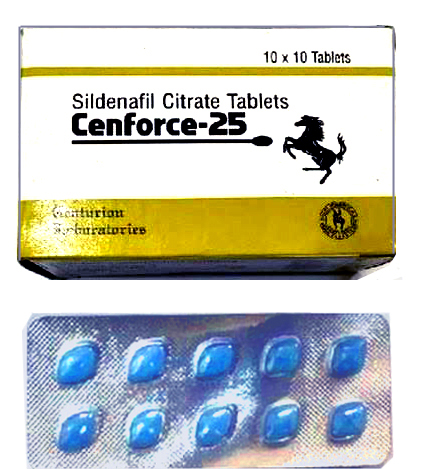 10 x 10 Tablets
Sildenafil Citrate Tablets
Cenforce-25
Centurion
Laboratories